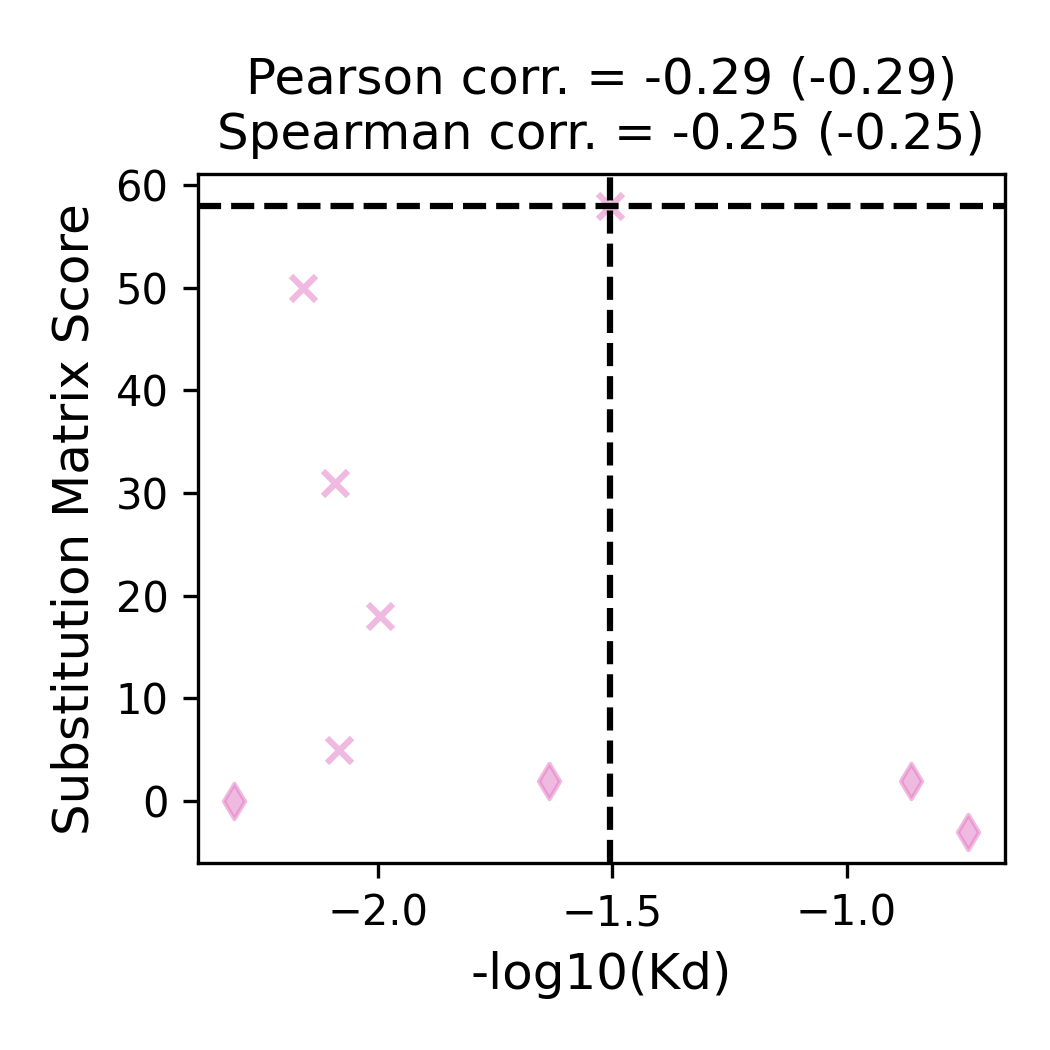 Pearson corr. = -0.29 (-0.29)
Spearman corr. = -0.25 (-0.25)
Substitution Matrix Score
60
50
40
30
20
10
0
−2.0
−1.5
−1.0
-log10(Kd)